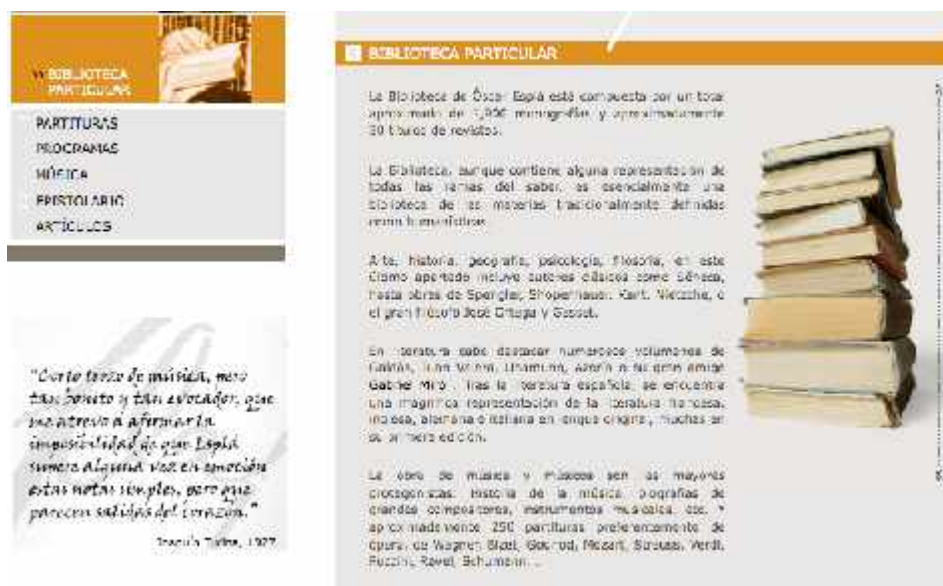 BIBLIOTECA
PARTICULAR
PARTITURAS
PROGRAMAS
MÚSICA
EPISTOLARIO
ARTÍCULOS
"Corto trozo de música, pero
tan bonito y tan evocador, que
me atrevo a afirmar la
imposibilidad de que Esplá
supere alguna vez en emoción
estas notas simples, pero que
parecen salidas del corazón."
Joaquín Turina, 1927
BIBLIOTECA PARTICULAR
La Biblioteca de Óscar Esplá está compuesta por un total
aproximado de monografías y aproximadamente
30 títulos de revistas.
La Biblioteca, aunque contiene alguna representación de
todas las ramas del saber, es esencialmente una
biblioteca de las materias tradicionalmente definidas
como humanísticas.
Arte, historia, geografía, psicología, filosofía, en este
último apartado incluye autores clásicos como Séneca,
hasta obras de Spengler, Shopenhauer, Kant, Nietzche, o
el gran filósofo José Ortega y Gasset.
En literatura cabe destacar numerosos volúmenes de
Galdós, Juan Valera, Unamuno, Azorín o su gran amigo
Gabriel Miró. Tras la literatura española, se encuentra
una magnífica representación de la literatura francesa,
inglesa, alemana e italiana en lengua original, muchas en
su primera edición.
La obra de música y músicos son las mayores
protagonistas. Historia de la música, biografías de
grandes compositores, instrumentos musicales, etc. Y
aproximadamente 250 partituras preferentemente de
ópera, de Wagner, Bizet, Gounod, Mozart, Strauss, Verdi,
Puccini, Ravel, Schumann...